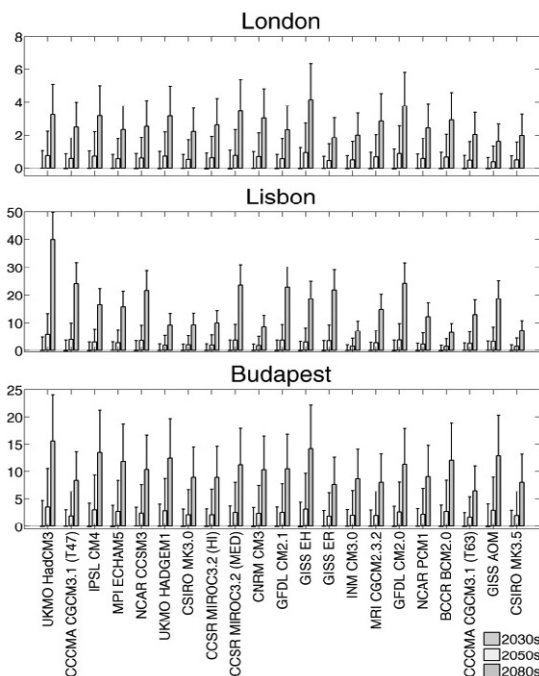 London
8
6
4
2
0
Lisbon
50
40
30
20
10
0
Budapest
25
20
15
10
5
0
UKMO HadCM3
CCCMA CGCM3.1 (T47)
IPSL CM4
MPI ECHAM5
NCAR CCSM3
UKMO HADGEM1
CSIRO MK3.0
CCSR MIROC3.2 (HI)
CCSR MIROC3.2 (MED)
CNRM CM3
GFDL CM2.1
GISS EH
GISS ER
INM CM3.0
MRI CGCM2.3.2
GFDL CM2.0
NCAR PCM1
BCCR BCM2.0
CCCMA CGCM3.1 (T63)
GISS AOM
CSIRO MK3.5
2030s
2050s
2080s